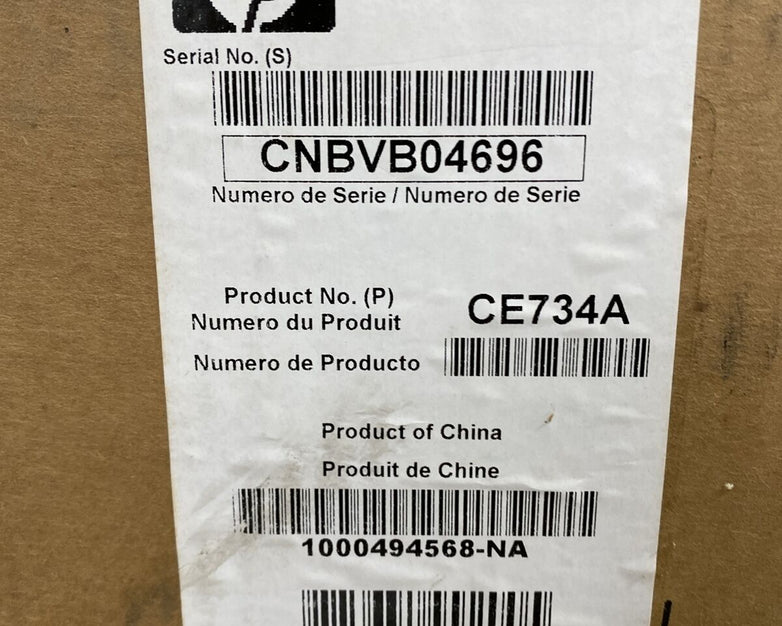 Serial No. (S)
CNBVB04696
Numero de Serie / Numero de Serie
Product No. (P)
Numero du Produit
CE734A
Numero de Producto
Product of China
Produit de Chine
1000494568-NA